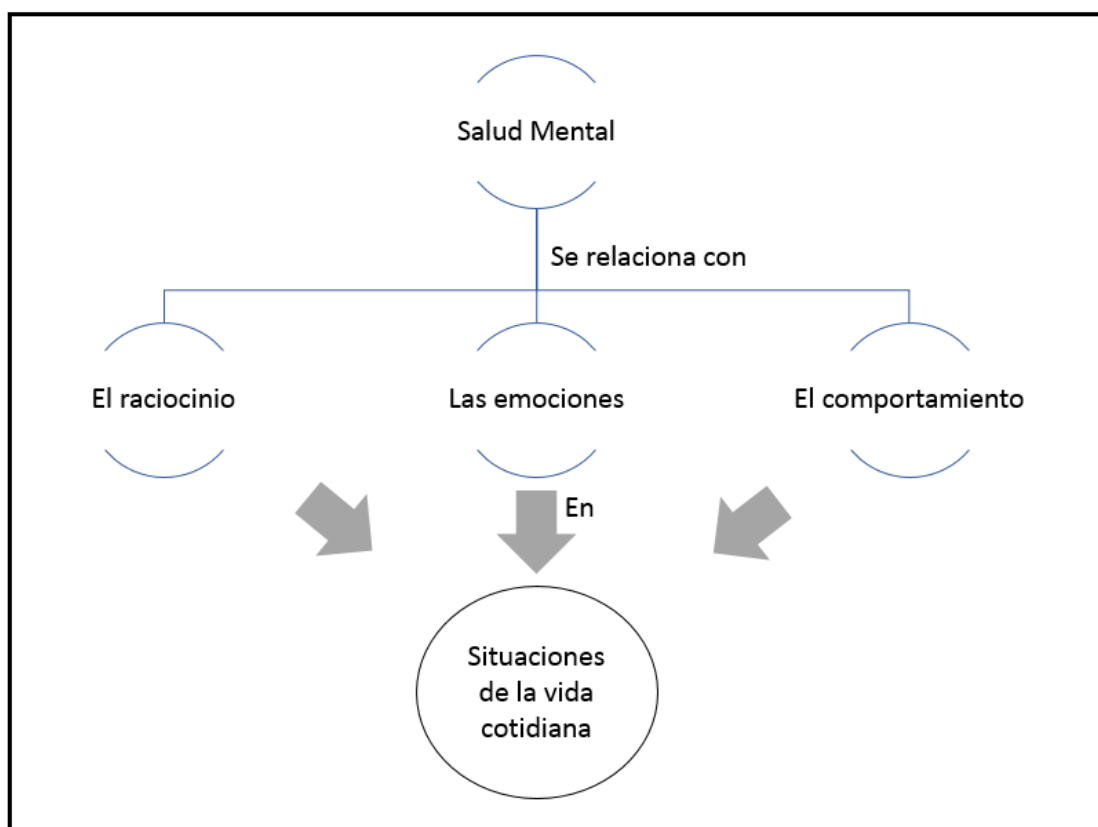 Salud Mental
Se relaciona con
El raciocinio
Las emociones
El comportamiento
En
Situaciones
de la vida
cotidiana